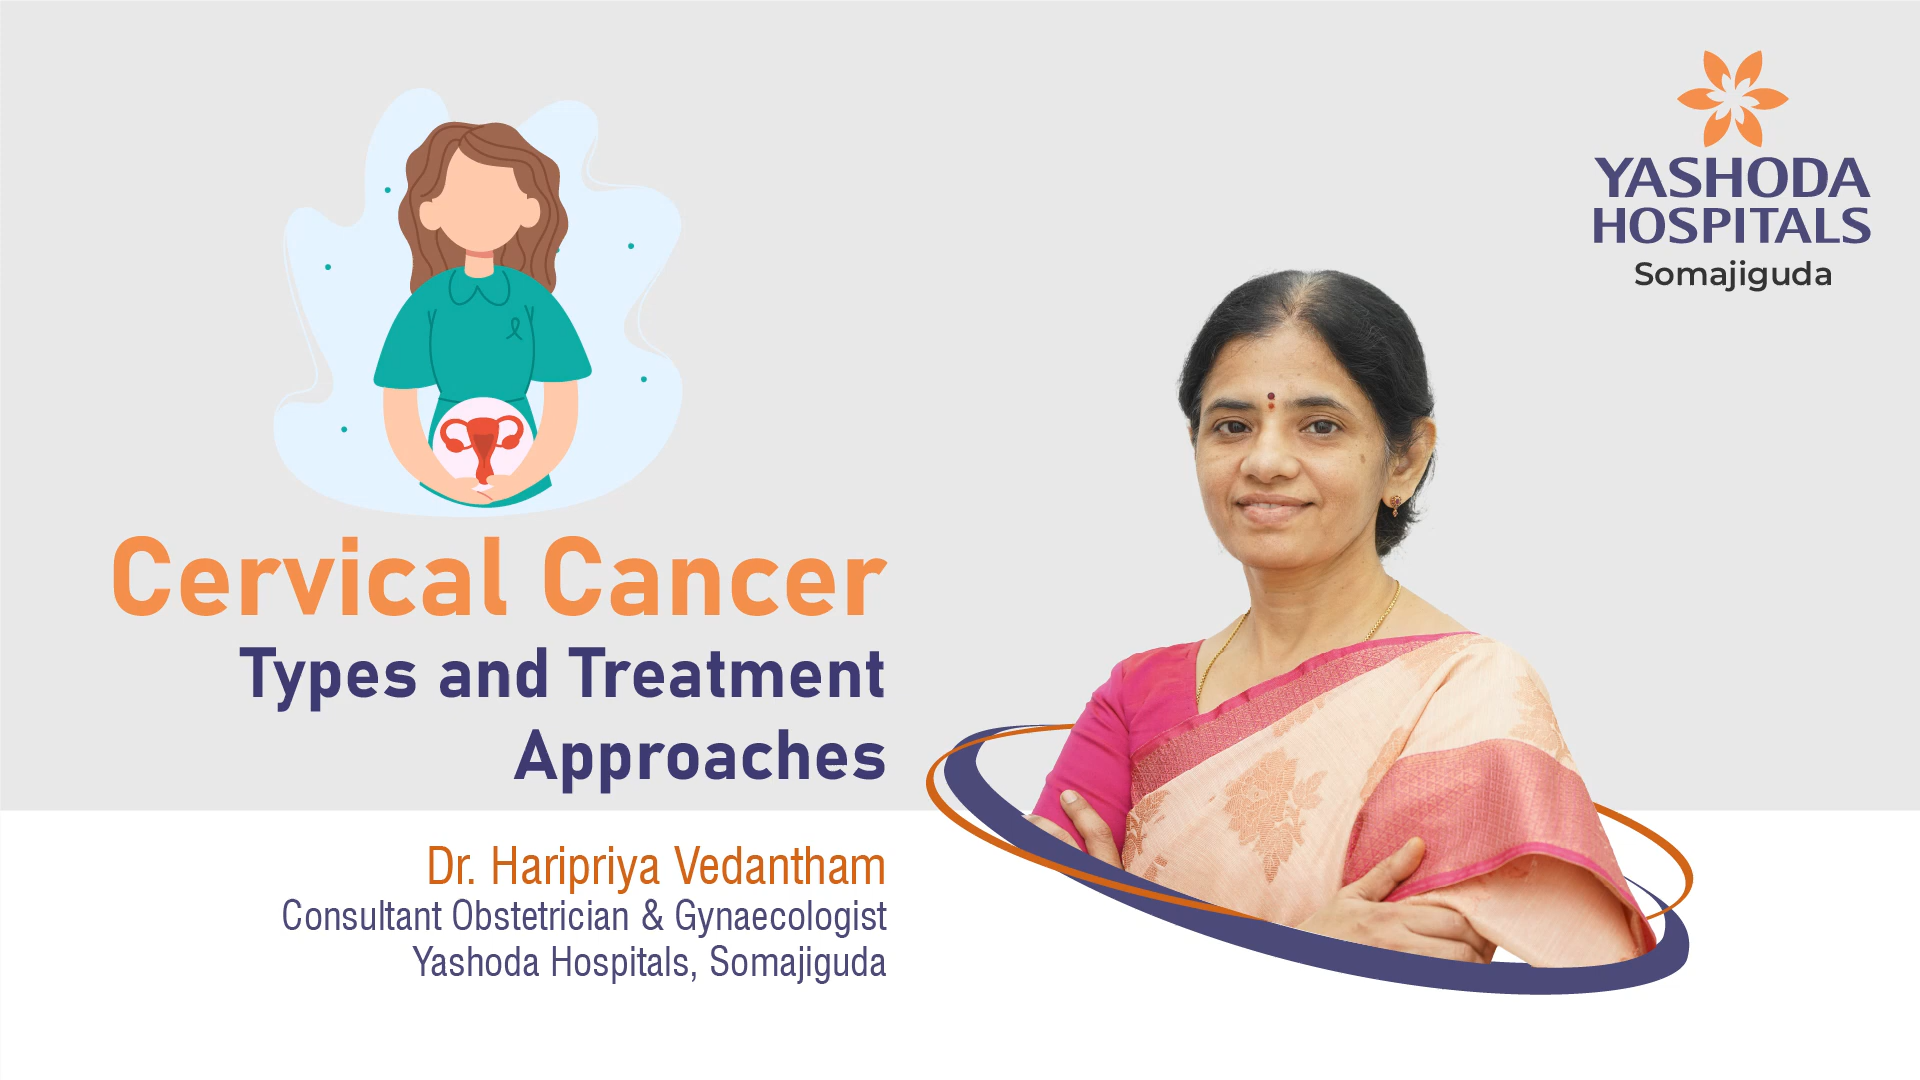 YASHODA
HOSPITALS
Somajiguda
Cervical Cancer
Types and Treatment
Approaches
Dr. Haripriya Vedantham
Consultant Obstetrician & Gynaecologist
Yashoda Hospitals, Somajiguda